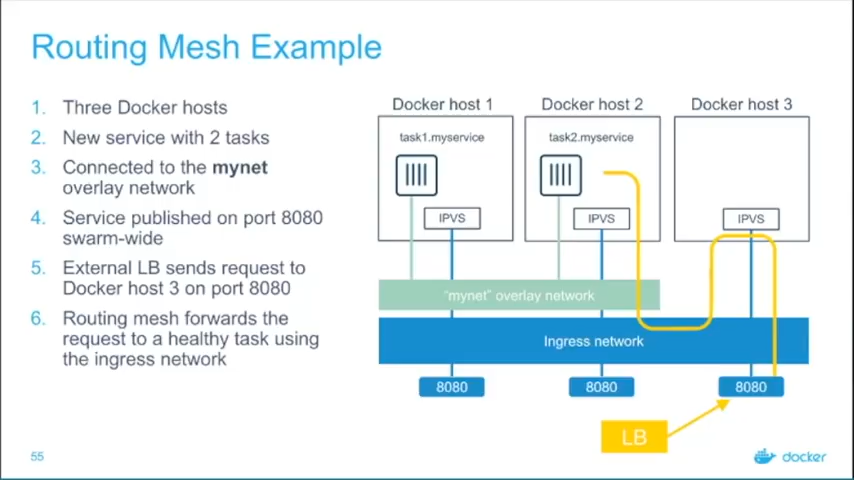 Routing Mesh Example
1. Three Docker hosts
2. New service with 2 tasks
3. Connected to the mynet
overlay network
4. Service published on port 8080
swarm-wide
5. External LB sends request to
Docker host 3 on port 8080
6. Routing mesh forwards the
request to a healthy task using
the ingress network
Docker host 1
Docker host 2
Docker host 3
task1.myservice
task2.myservice
IPVS
IPVS
IPVS
"mynet" overlay network
Ingress network
8080
8080
8080
LB
55
docker